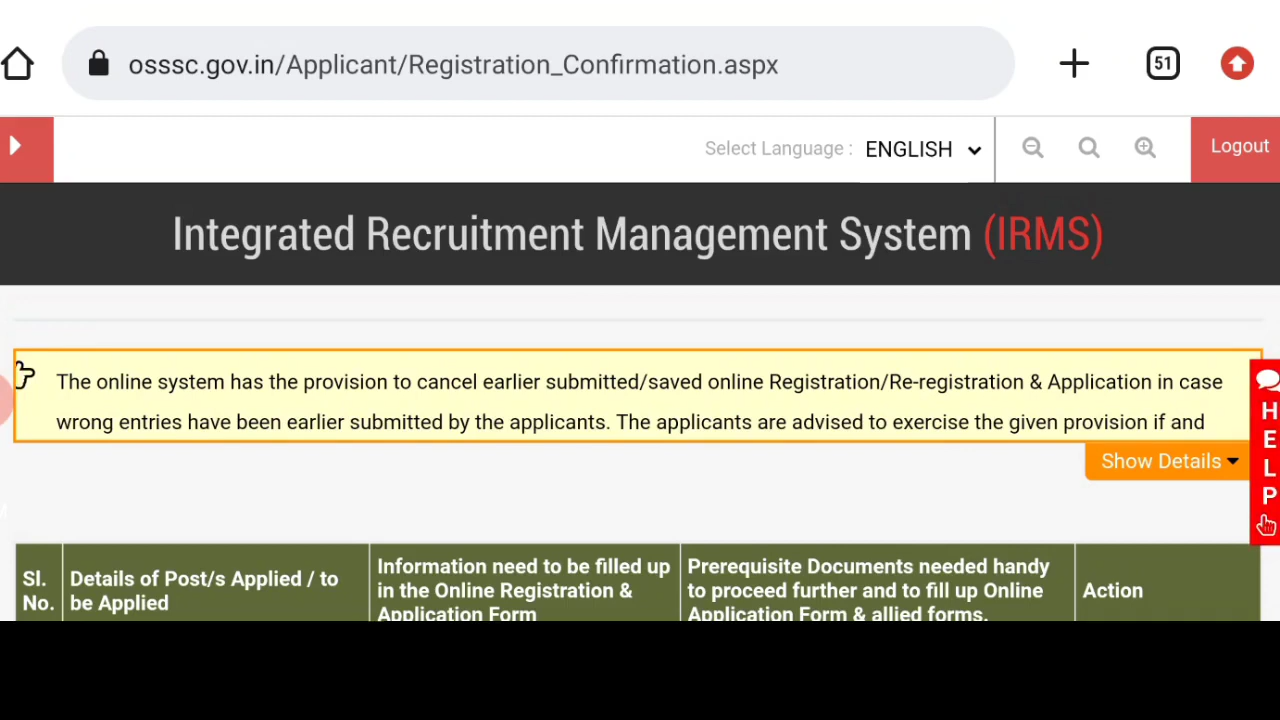 osssc.gov.in/Applicant/Registration_Confirmation.aspx
51
Select Language : ENGLISH
Logout
Integrated Recruitment Management System (IRMS)
The online system has the provision to cancel earlier submitted/saved online Registration/Re-registration & Application in case
wrong entries have been earlier submitted by the applicants. The applicants are advised to exercise the given provision if and
Show Details
H
E
L
P
Sl.
No.
Details of Post/s Applied / to
be Applied
Information need to be filled up
in the Online Registration &
Application Form
Prerequisite Documents needed handy
to proceed further and to fill up Online
Application Form & allied forms.
Action